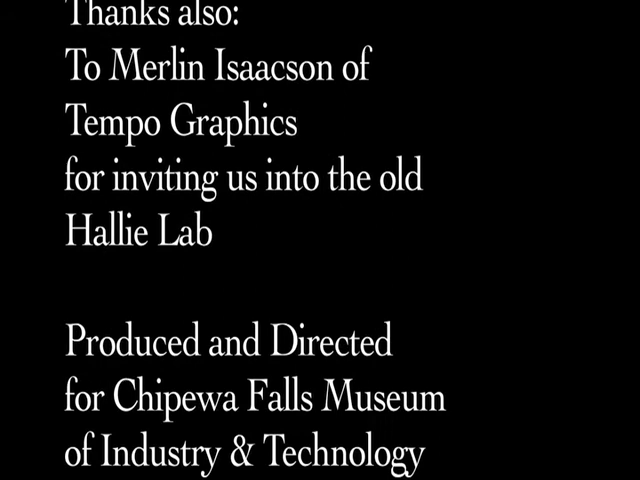 Thanks also:
To Merlin Isaacson of
Tempo Graphics
for inviting us into the old
Hallie Lab
Produced and Directed
for Chipewa Falls Museum
of Industry & Technology